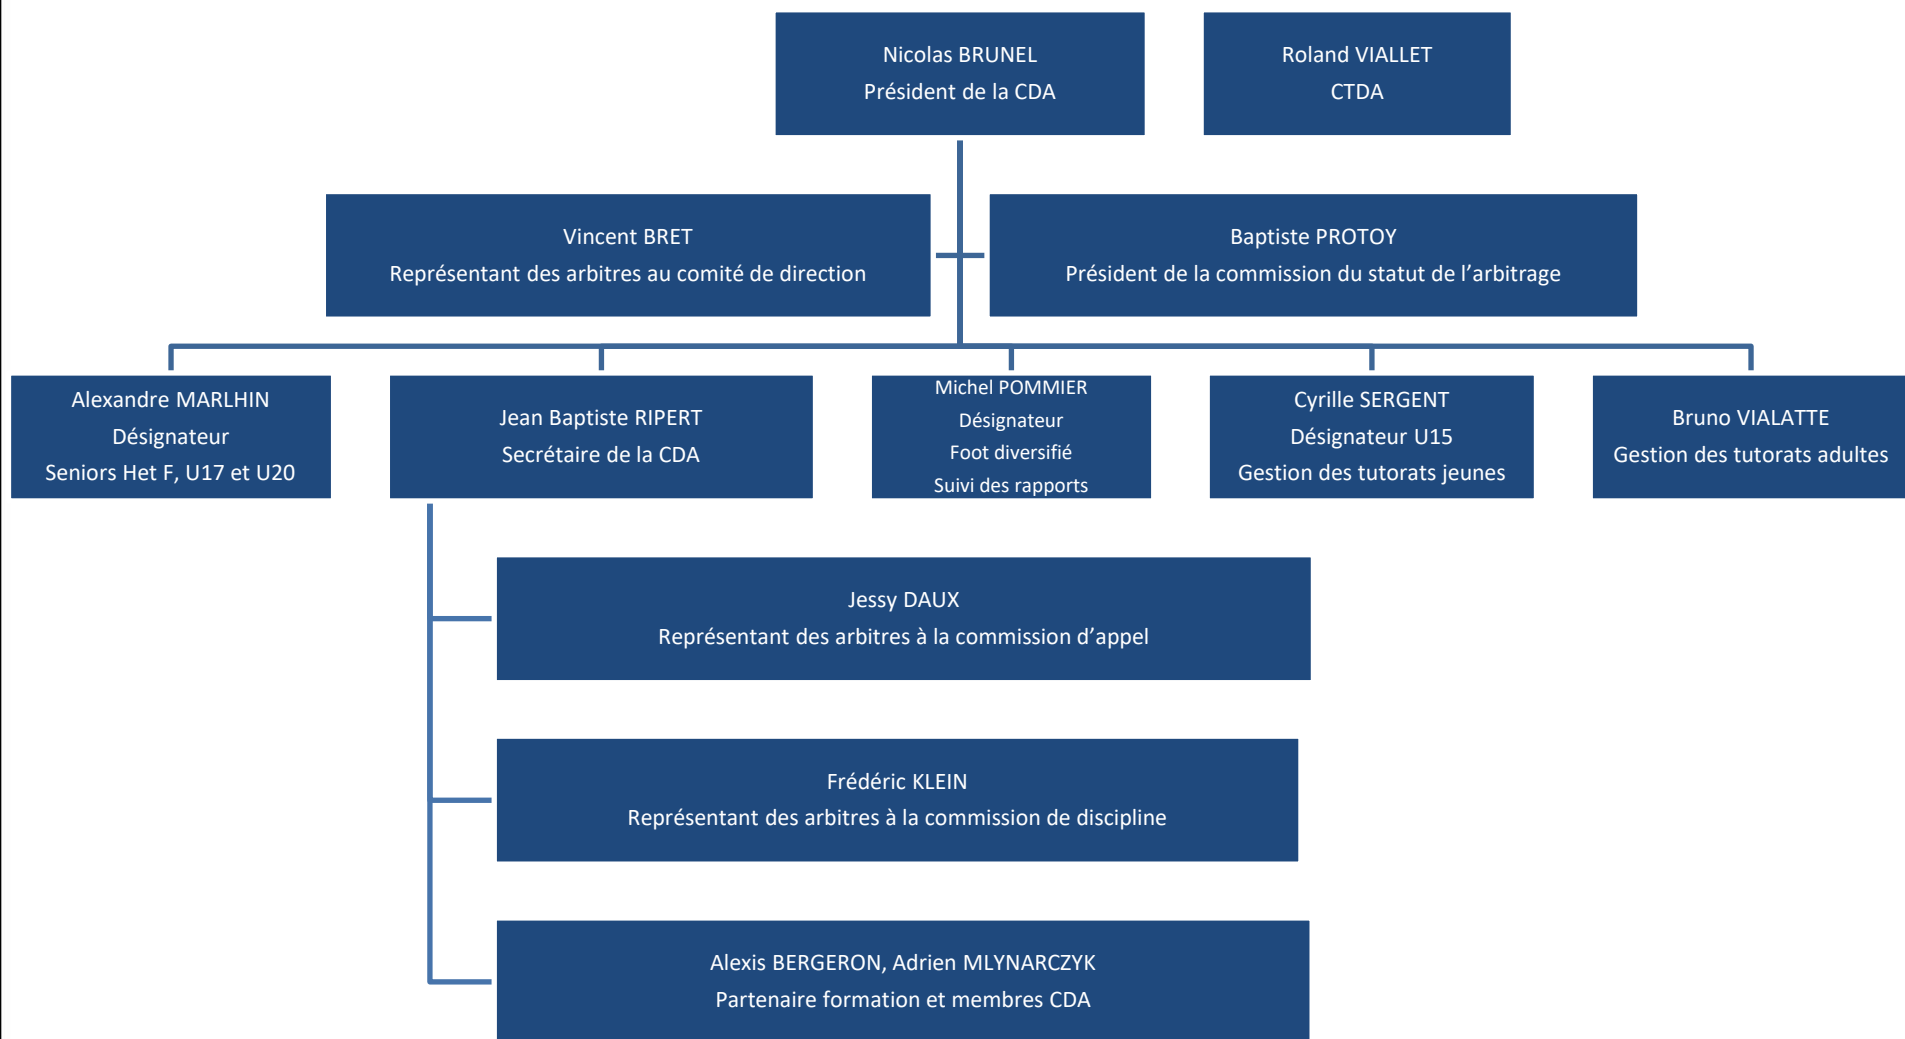 Nicolas BRUNEL
Président de la CDA
Roland VIALLET
CTDA
Vincent BRET
Représentant des arbitres au comité de direction
Baptiste PROTOY
Président de la commission du statut de l’arbitrage
Alexandre MARLHIN
Désignateur
Seniors Het F, U17 et U20
Jean Baptiste RIPERT
Secrétaire de la CDA
Michel POMMIER
Désignateur
Foot diversifié
Suivi des rapports
Cyrille SERGENT
Désignateur U15
Gestion des tutorats jeunes
Bruno VIALATTE
Gestion des tutorats adultes
Jessy DAUX
Représentant des arbitres à la commission d’appel
Frédéric KLEIN
Représentant des arbitres à la commission de discipline
Alexis BERGERON, Adrien MLYNARCZYK
Partenaire formation et membres CDA